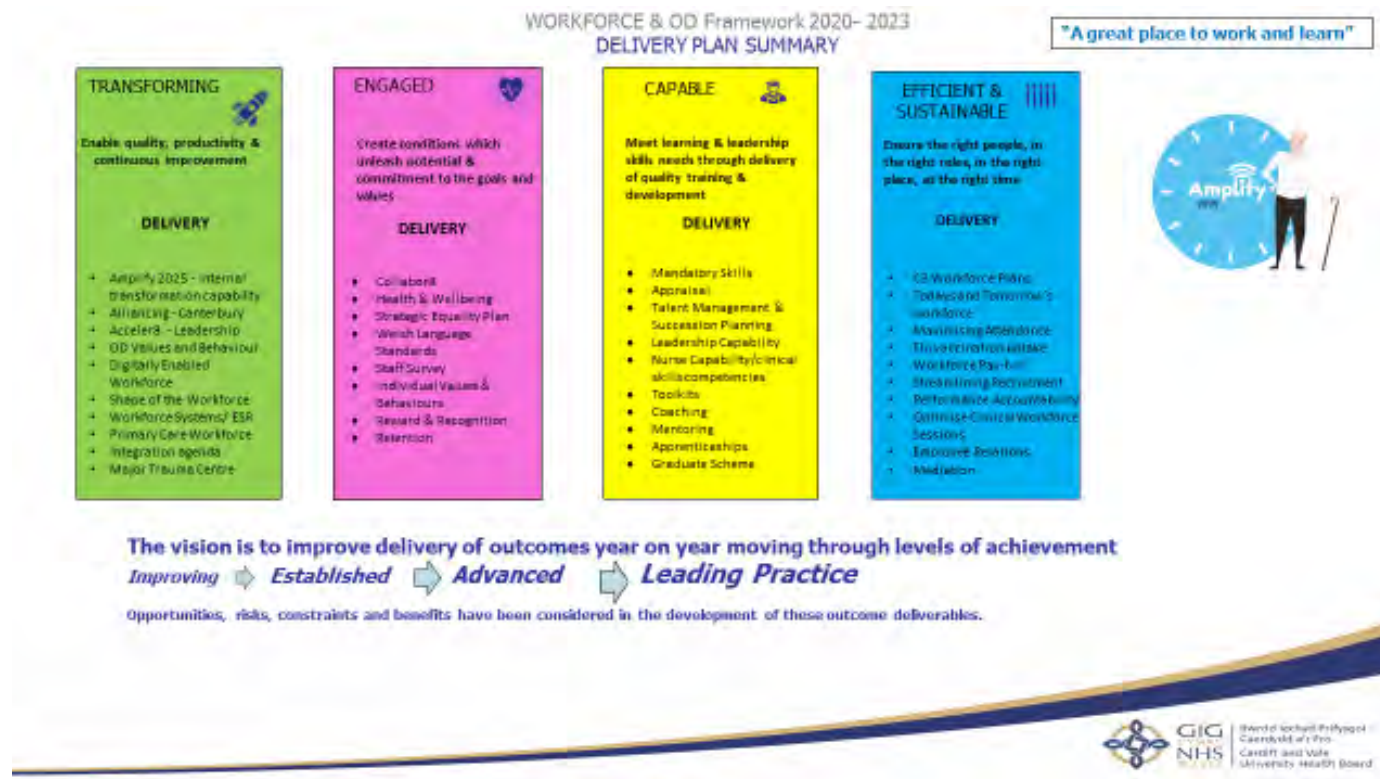 WORKFORCE & OD Framework 2020- 2023
DELIVERY PLAN SUMMARY
"A great place to work and learn"
TRANSFORMING
Enable quality, productivity &
continuous improvement
DELIVERY
• Amplify 2025 - Internal
transformation capability
• Alliancing - Canterbury
• Acceler8 - Leadership
• OD Values and Behaviour
• Digitally Enabled
Workforce
• Shape of the Workforce
• Workforce Systems/ ESR
• Primary Care Workforce
• Integration agenda
• Major Trauma Centre
ENGAGED
Create conditions which
unleash potential &
commitment to the goals and
values
DELIVERY
• Collabor8
• Health & Wellbeing
• Strategic Equality Plan
• Welsh Language
Standards
• Staff Survey
• Individual Values &
Behaviours
• Reward & Recognition
• Retention
CAPABLE
Meet learning & leadership
skills needs through delivery
of quality training &
development
DELIVERY
• Mandatory Skills
• Appraisal
• Talent Management &
Succession Planning
• Leadership Capability
• Nurse Capability/clinical
skills competencies
• Toolkits
• Coaching
• Mentoring
• Apprenticeships
• Graduate Scheme
EFFICIENT &
SUSTAINABLE
Ensure the right people, in
the right roles, in the right
place, at the right time
DELIVERY
• CB Workforce Plans
• Todays and Tomorrow's
workforce
• Maximising Attendance
• Flu vaccination uptake
• Workforce Pay-bill
• Streamlining Recruitment
• Performance Accountability
• Optimise Clinical Workforce
Sessions
• Employee Relations
• Mediation
Amplify
The vision is to improve delivery of outcomes year on year moving through levels of achievement
Improving Established Advanced Leading Practice
Opportunities, risks, constraints and benefits have been considered in the development of these outcome deliverables.
GIG
NHS
Bwrdd Iechyd Prifysgol
Caerdydd a'r Fro
Cardiff and Vale
University Health Board